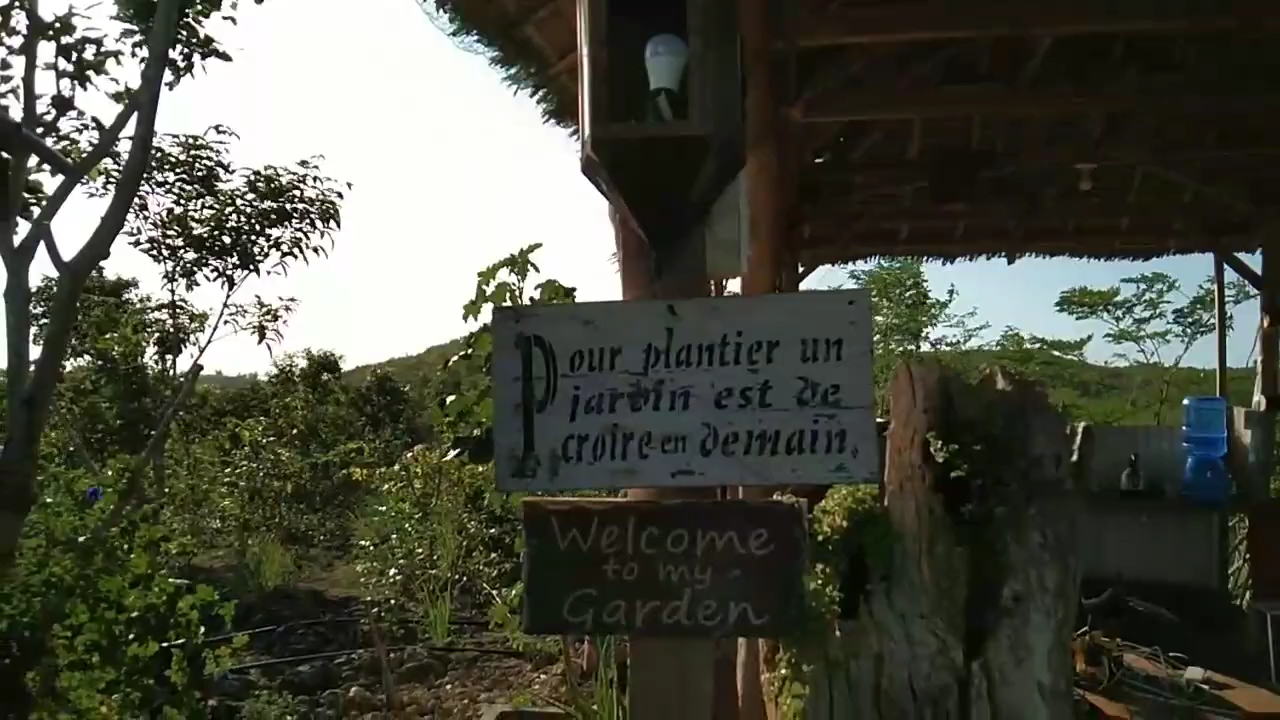 Pour plantier un
jardin est de
croire en demain.
Welcome
to my
Garden